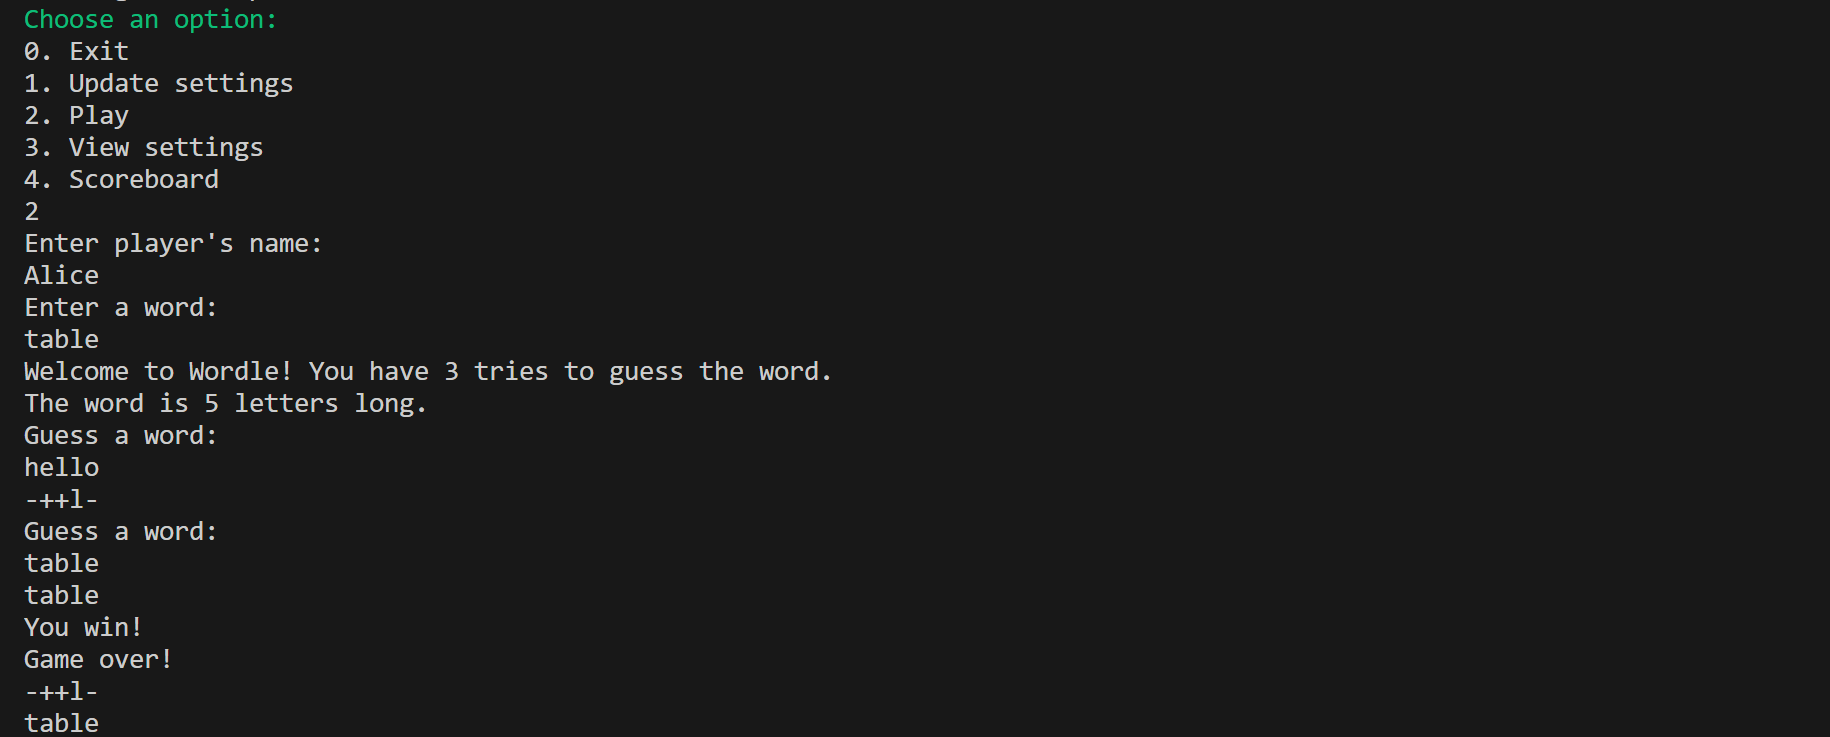 Choose an option:
0. Exit
1. Update settings
2. Play
3. View settings
4. Scoreboard
2
Enter player's name:
Alice
Enter a word:
table
Welcome to Wordle! You have 3 tries to guess the word.
The word is 5 letters long.
Guess a word:
hello
-++l-
Guess a word:
table
table
You win!
Game over!
-++l-
table